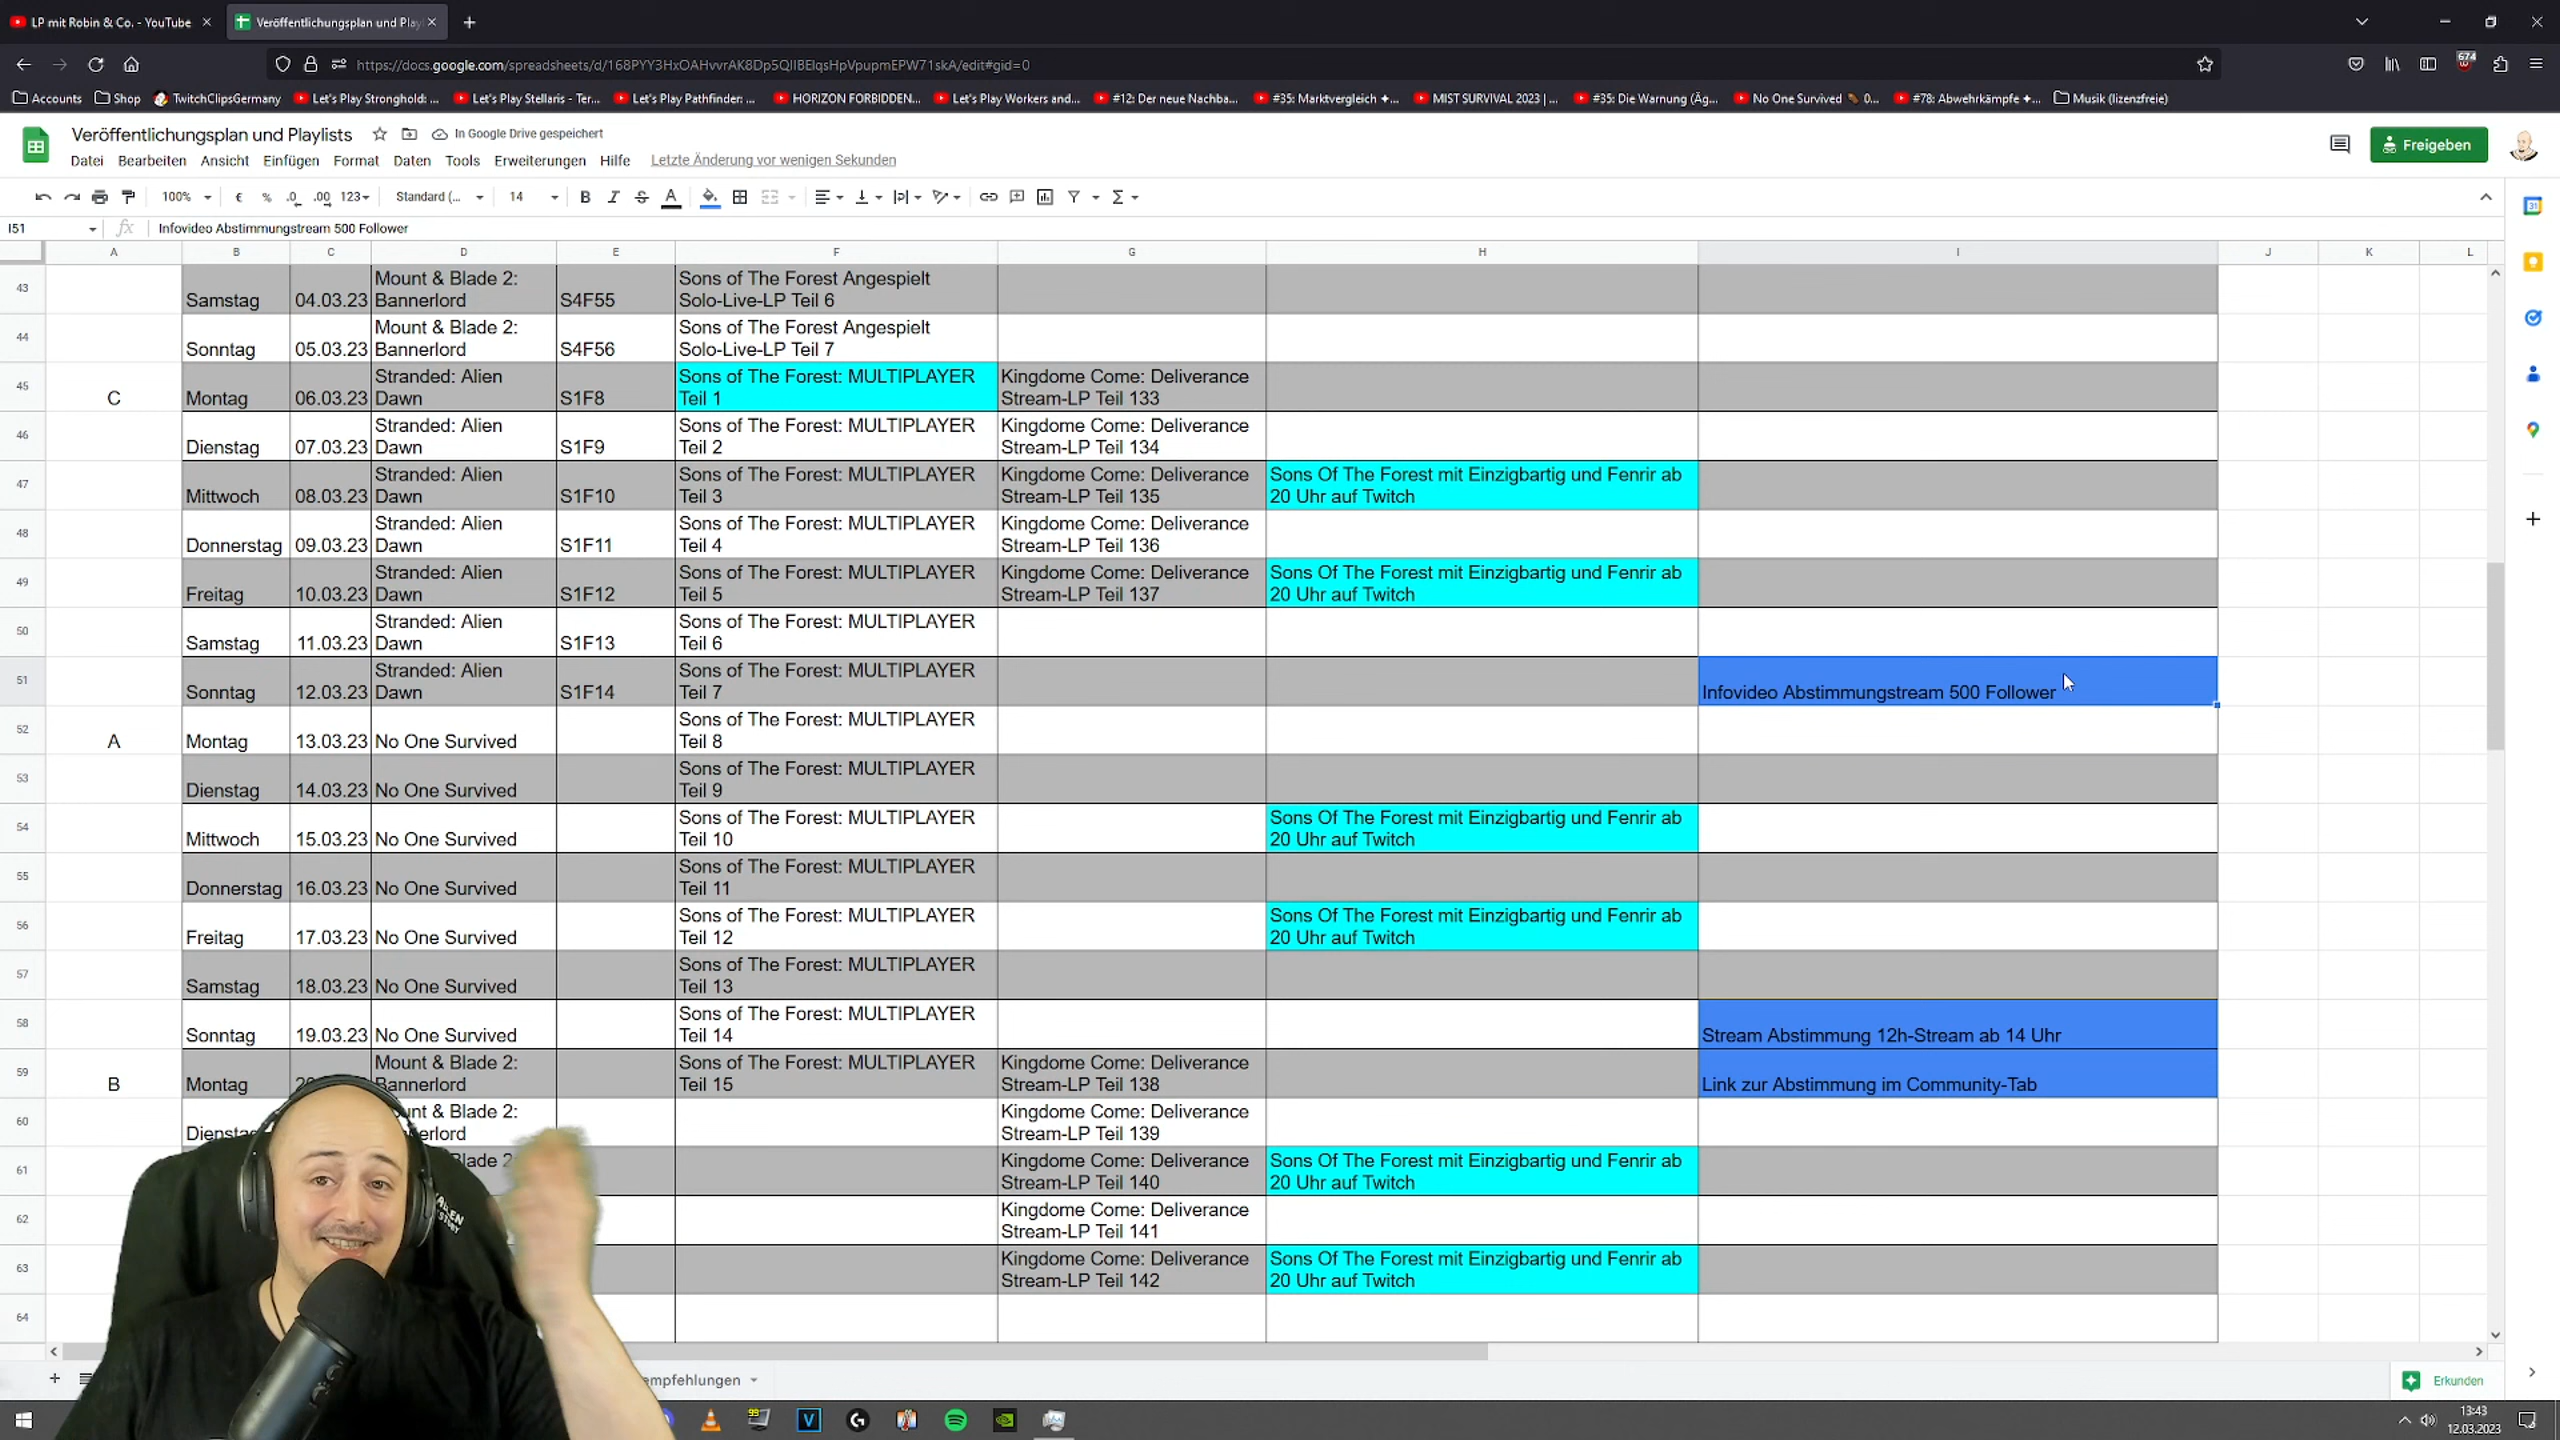 LP mit Robin & Co. - YouTube
Veröffentlichungsplan und Play
https://docs.google.com/spreadsheets/d/168PYY3HxOAHvvrAK8Dp5QJIBEIqsHpVpupmEPW71skA/edit#gid=0
674
Accounts Shop TwitchClipsGermany Let's Play Stronghold: ... Let's Play Stellaris - Ter... Let's Play Pathfinder: ... HORIZON FORBIDDEN... Let's Play Workers and... #12: Der neue Nachba... #35: Marktvergleich ✦... MIST SURVIVAL 2023 | ... #35: Die Warnung (Äg... No One Survived 0... #78: Abwehrkämpfe ✦... Musik (lizenzfreie)
Veröffentlichungsplan und Playlists
In Google Drive gespeichert
Freigeben
Datei Bearbeiten Ansicht Einfügen Format Daten Tools Erweiterungen Hilfe Letzte Änderung vor wenigen Sekunden
100% € % .0 .00 123 Standard (... 14 B I S A
31
I51 fx Infovideo Abstimmungstream 500 Follower
A B C D E F G H I J K L
43 Samstag 04.03.23 Mount & Blade 2: Bannerlord S4F55 Sons of The Forest Angespielt Solo-Live-LP Teil 6
44 Sonntag 05.03.23 Mount & Blade 2: Bannerlord S4F56 Sons of The Forest Angespielt Solo-Live-LP Teil 7
45 C Montag 06.03.23 Stranded: Alien Dawn S1F8 Sons of The Forest: MULTIPLAYER Teil 1 Kingdome Come: Deliverance Stream-LP Teil 133
46 Dienstag 07.03.23 Stranded: Alien Dawn S1F9 Sons of The Forest: MULTIPLAYER Teil 2 Kingdome Come: Deliverance Stream-LP Teil 134
47 Mittwoch 08.03.23 Stranded: Alien Dawn S1F10 Sons of The Forest: MULTIPLAYER Teil 3 Kingdome Come: Deliverance Stream-LP Teil 135 Sons Of The Forest mit Einzigbartig und Fenrir ab 20 Uhr auf Twitch
48 Donnerstag 09.03.23 Stranded: Alien Dawn S1F11 Sons of The Forest: MULTIPLAYER Teil 4 Kingdome Come: Deliverance Stream-LP Teil 136
49 Freitag 10.03.23 Stranded: Alien Dawn S1F12 Sons of The Forest: MULTIPLAYER Teil 5 Kingdome Come: Deliverance Stream-LP Teil 137 Sons Of The Forest mit Einzigbartig und Fenrir ab 20 Uhr auf Twitch
50 Samstag 11.03.23 Stranded: Alien Dawn S1F13 Sons of The Forest: MULTIPLAYER Teil 6
51 Sonntag 12.03.23 Stranded: Alien Dawn S1F14 Sons of The Forest: MULTIPLAYER Teil 7 Infovideo Abstimmungstream 500 Follower
52 A Montag 13.03.23 No One Survived Sons of The Forest: MULTIPLAYER Teil 8
53 Dienstag 14.03.23 No One Survived Sons of The Forest: MULTIPLAYER Teil 9
54 Mittwoch 15.03.23 No One Survived Sons of The Forest: MULTIPLAYER Teil 10 Sons Of The Forest mit Einzigbartig und Fenrir ab 20 Uhr auf Twitch
55 Donnerstag 16.03.23 No One Survived Sons of The Forest: MULTIPLAYER Teil 11
56 Freitag 17.03.23 No One Survived Sons of The Forest: MULTIPLAYER Teil 12 Sons Of The Forest mit Einzigbartig und Fenrir ab 20 Uhr auf Twitch
57 Samstag 18.03.23 No One Survived Sons of The Forest: MULTIPLAYER Teil 13
58 Sonntag 19.03.23 No One Survived Sons of The Forest: MULTIPLAYER Teil 14 Stream Abstimmung 12h-Stream ab 14 Uhr
59 B Montag Mount & Blade 2: Bannerlord Sons of The Forest: MULTIPLAYER Teil 15 Kingdome Come: Deliverance Stream-LP Teil 138 Link zur Abstimmung im Community-Tab
60 Dienst unt & Blade 2: erlord Kingdome Come: Deliverance Stream-LP Teil 139
61 Blade 2 Kingdome Come: Deliverance Stream-LP Teil 140 Sons Of The Forest mit Einzigbartig und Fenrir ab 20 Uhr auf Twitch
62 Kingdome Come: Deliverance Stream-LP Teil 141
63 Kingdome Come: Deliverance Stream-LP Teil 142 Sons Of The Forest mit Einzigbartig und Fenrir ab 20 Uhr auf Twitch
64
empfehlungen
Erkunden
99
V
13:43
12.03.2023